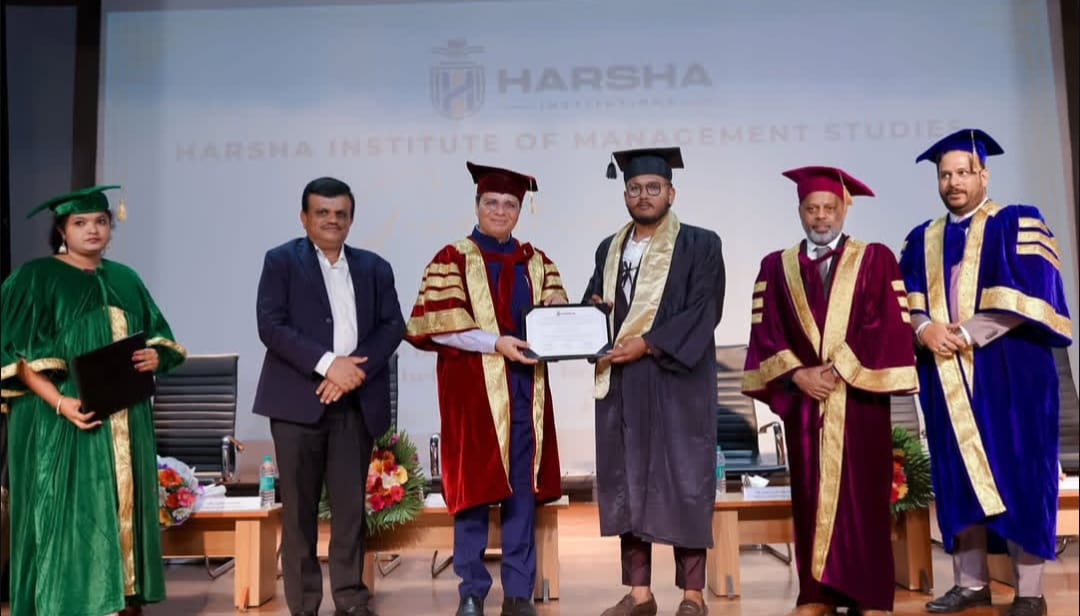 HARSHA
INSTITUTIONS
HARSHA INSTITUTE OF MANAGEMENT STUDIES